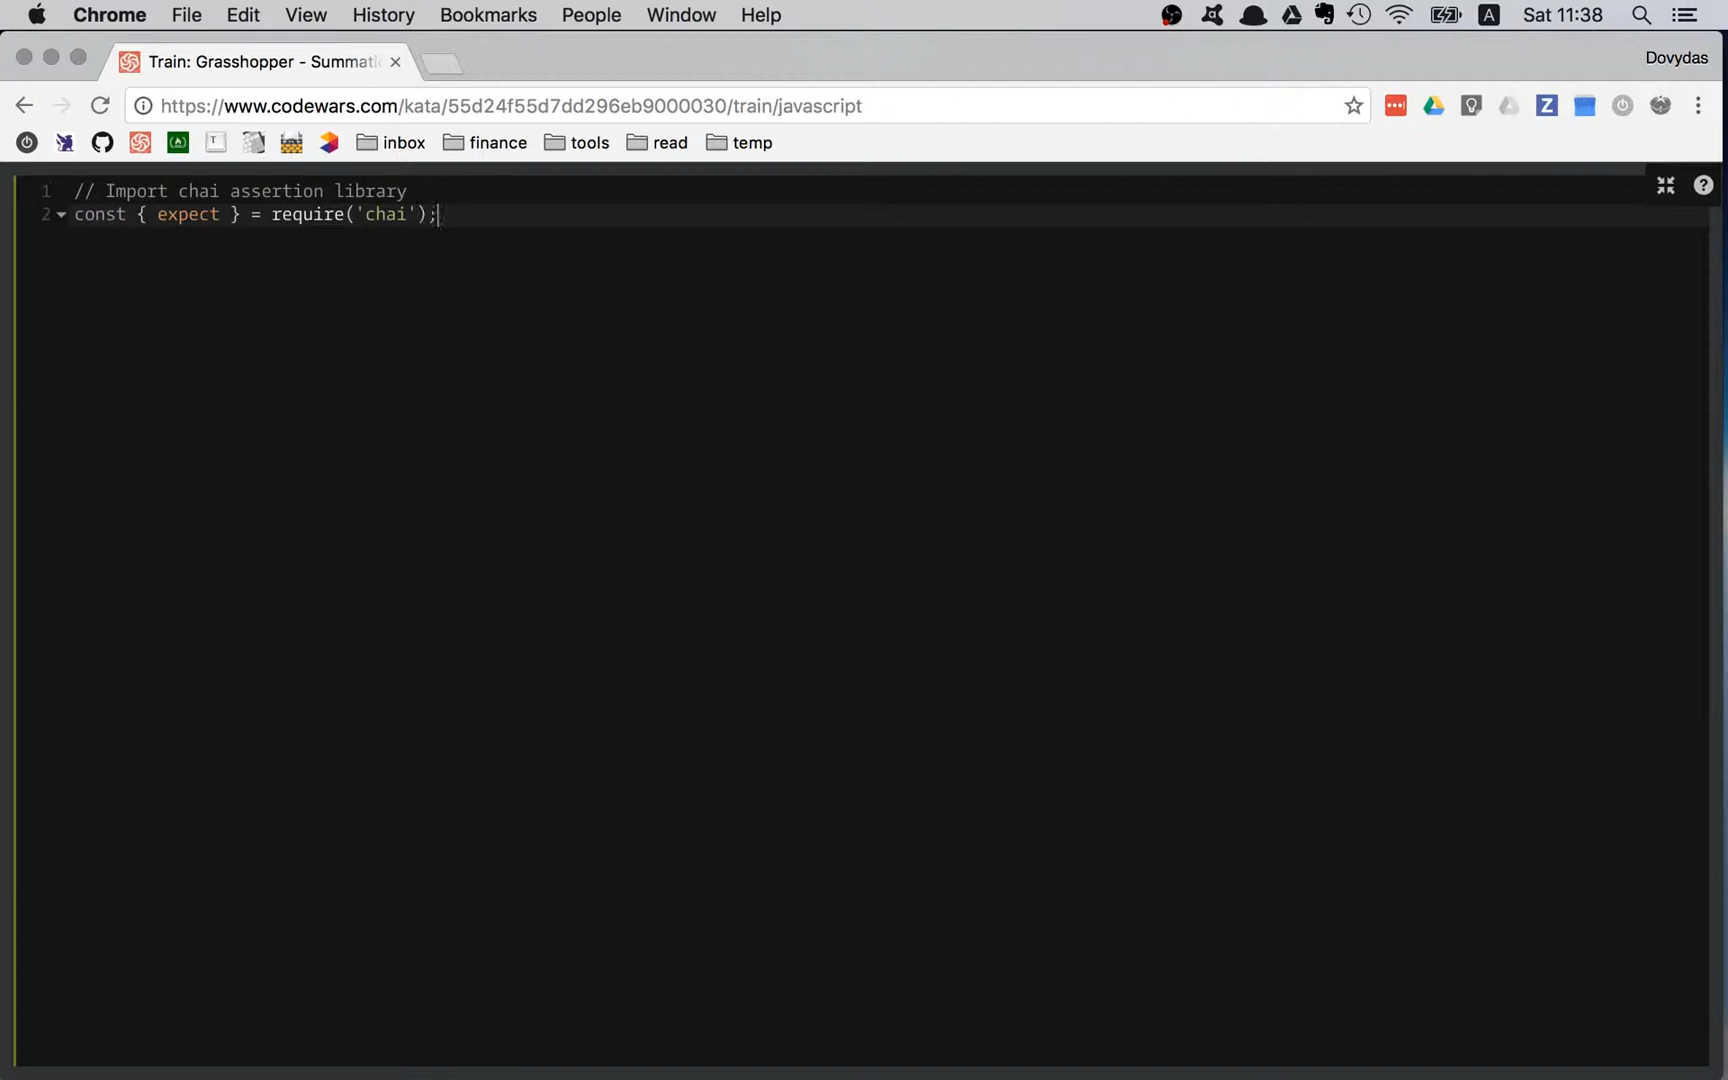 Chrome File Edit View History Bookmarks People Window Help A Sat 11:38
Train: Grasshopper - Summati Dovydas
https://www.codewars.com/kata/55d24f55d7dd296eb9000030/train/javascript Z
T inbox finance tools read temp
1 // Import chai assertion library
2 const { expect } = require('chai');